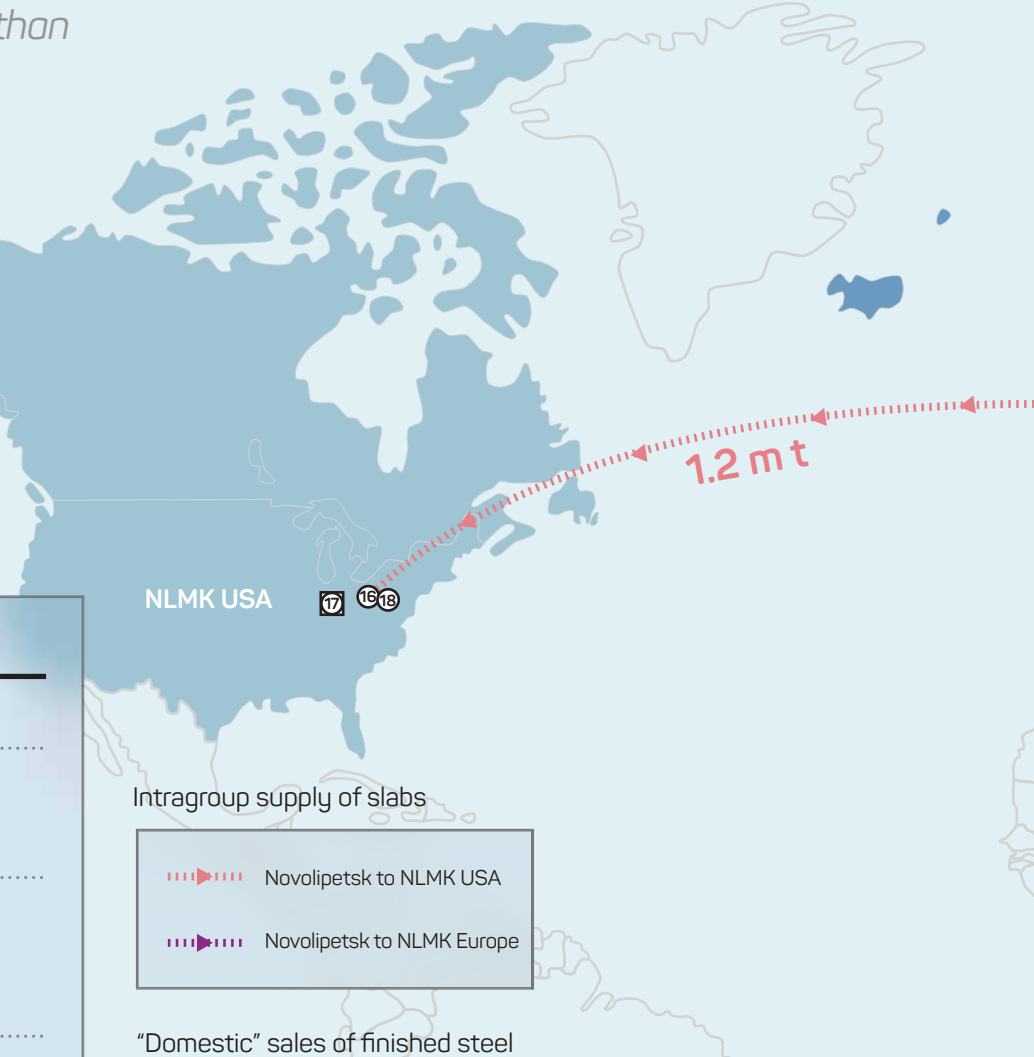 than
1.2 m t
NLMK USA
17
16
18
Intragroup supply of slabs
Novolipetsk to NLMK USA
Novolipetsk to NLMK Europe
“Domestic” sales of finished steel